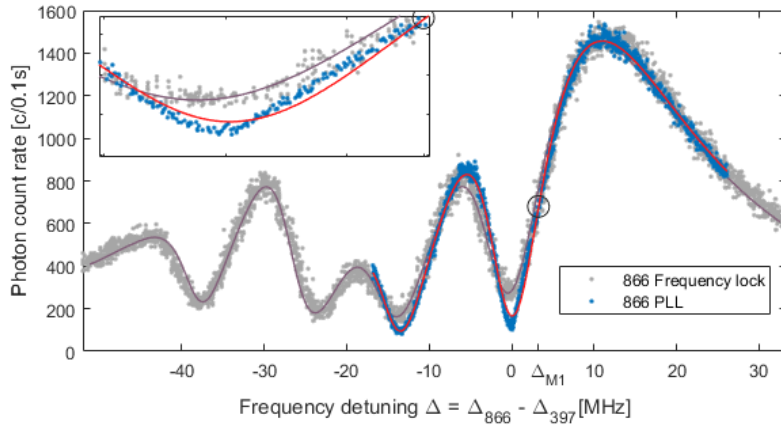 1600
1400
1200
1000
800
600
400
200
0
Photon count rate [c/0.1s]
866 Frequency lock
866 PLL
-40 -30 -20 -10 0 Δ_M1 10 20 30
Frequency detuning Δ = Δ_866 - Δ_397 [MHz]